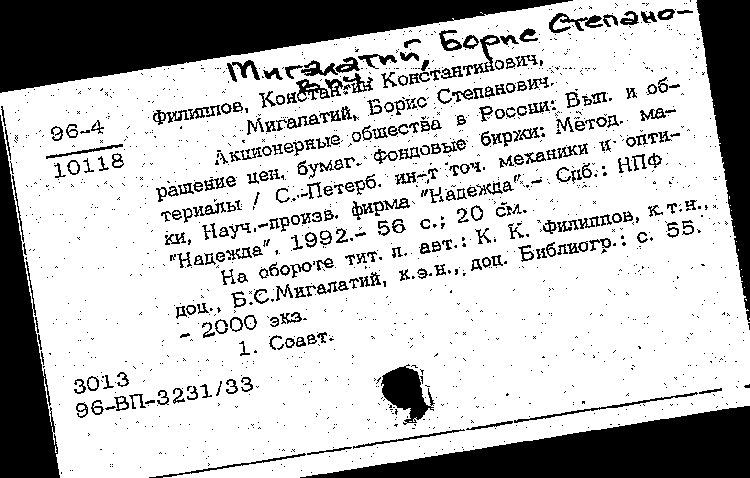 Мигалатий, Борис Степано-
вич.
96-4
10118
Филиппов, Константин Константинович,
Мигалатий, Борис Степанович.
Акционерные общества в России: Вып. и об-
ращение цен. бумаг. Фондовые биржи: Метод. ма-
териалы / С.-Петерб. ин-т точ. механики и опти-
ки, Науч.-произв. фирма "Надежда".- Спб.: НПФ
"Надежда", 1992.- 56 с.; 20 см.
На обороте тит. л. авт.: К. К. Филиппов, к.т.н.,
доц., Б.С.Мигалатий, к.э.н., доц. Библиогр.: с. 55.
- 2000 экз.
1. Соавт.
3013
96-ВП-3231/33